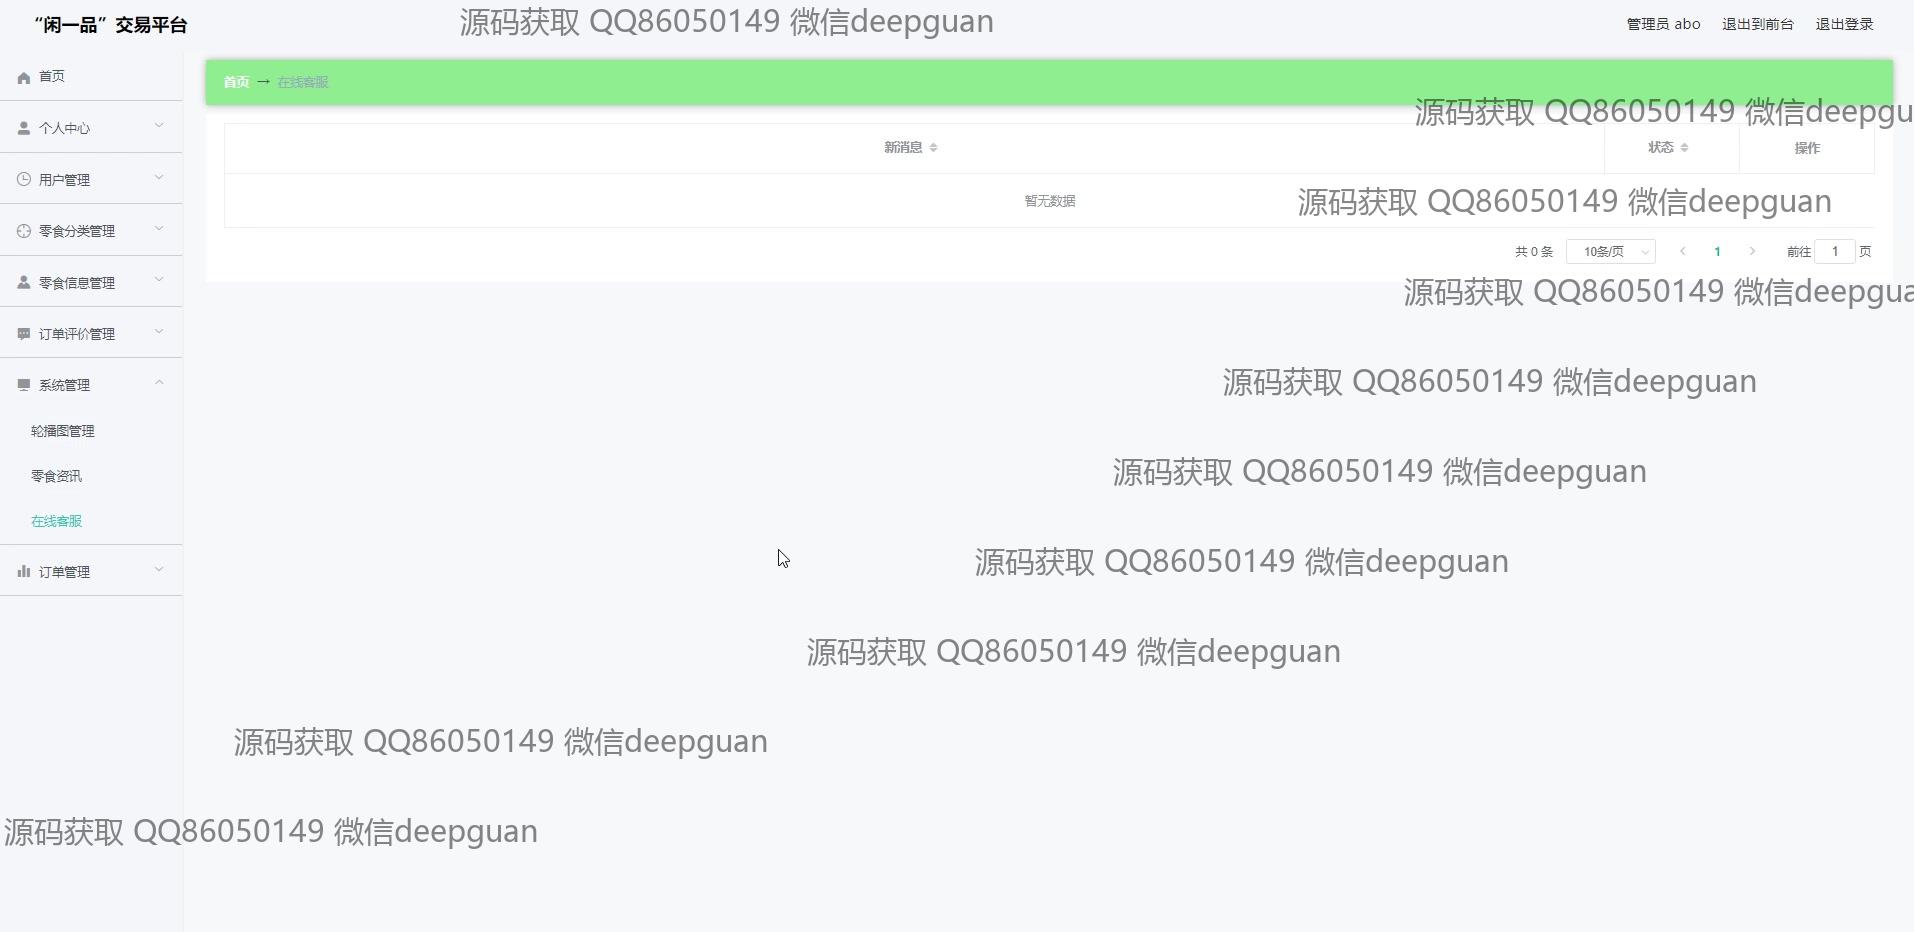 “闲一品”交易平台
源码获取 QQ86050149 微信deepguan
管理员 abo 退出到前台 退出登录
首页
个人中心
用户管理
零食分类管理
零食信息管理
订单评价管理
系统管理
轮播图管理
零食资讯
在线客服
订单管理
首页 → 在线客服
源码获取 QQ86050149 微信deepgu
新消息 状态 操作
暂无数据
源码获取 QQ86050149 微信deepguan
共 0 条 10条/页 1 前往 1 页
源码获取 QQ86050149 微信deepgua
源码获取 QQ86050149 微信deepguan
源码获取 QQ86050149 微信deepguan
源码获取 QQ86050149 微信deepguan
源码获取 QQ86050149 微信deepguan
源码获取 QQ86050149 微信deepguan
源码获取 QQ86050149 微信deepguan